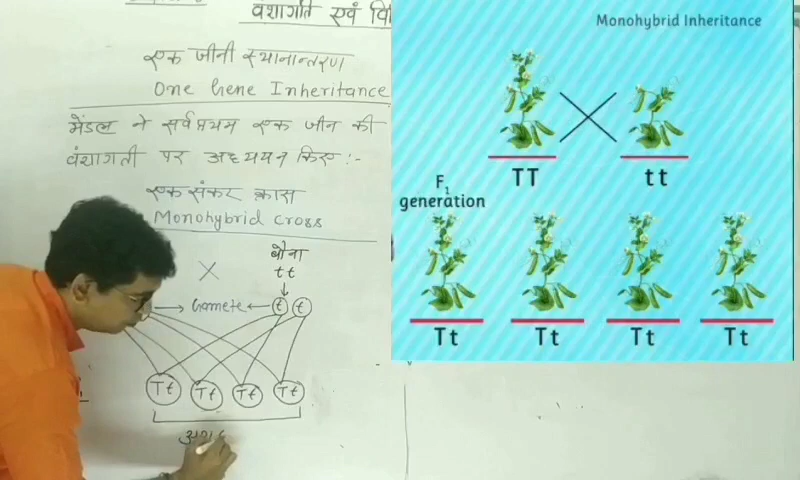 वंशागति एवं वि
एक जीनी स्थानान्तरण
One Gene Inheritance
मेंडल ने सर्वप्रथम एक जीन की
वंशागती पर अध्ययन किए :-
एक संकर क्रास
Monohybrid Cross
X बौना
tt
→ Gamete ← t t
Tt Tt Tt Tt
Monohybrid Inheritance
TT tt
F1
generation
Tt Tt Tt Tt